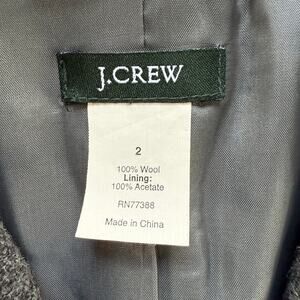 J.CREW
2
100% Wool
Lining:
100% Acetate
RN77388
Made in China